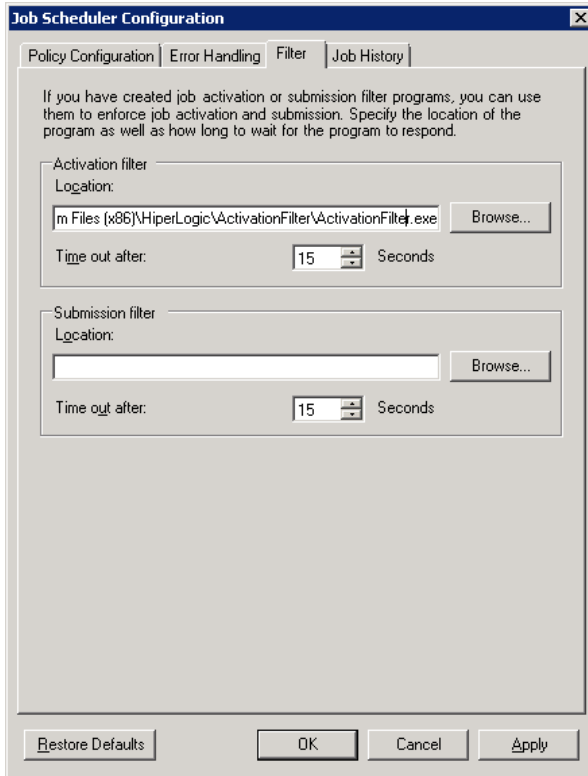 Job Scheduler Configuration
Policy Configuration Error Handling Filter Job History
If you have created job activation or submission filter programs, you can use
them to enforce job activation and submission. Specify the location of the
program as well as how long to wait for the program to respond.
Activation filter
Location:
m Files (x86)\HiperLogic\ActivationFilter\ActivationFilter.exe Browse...
Time out after: 15 Seconds
Submission filter
Location:
Browse...
Time out after: 15 Seconds
Restore Defaults OK Cancel Apply